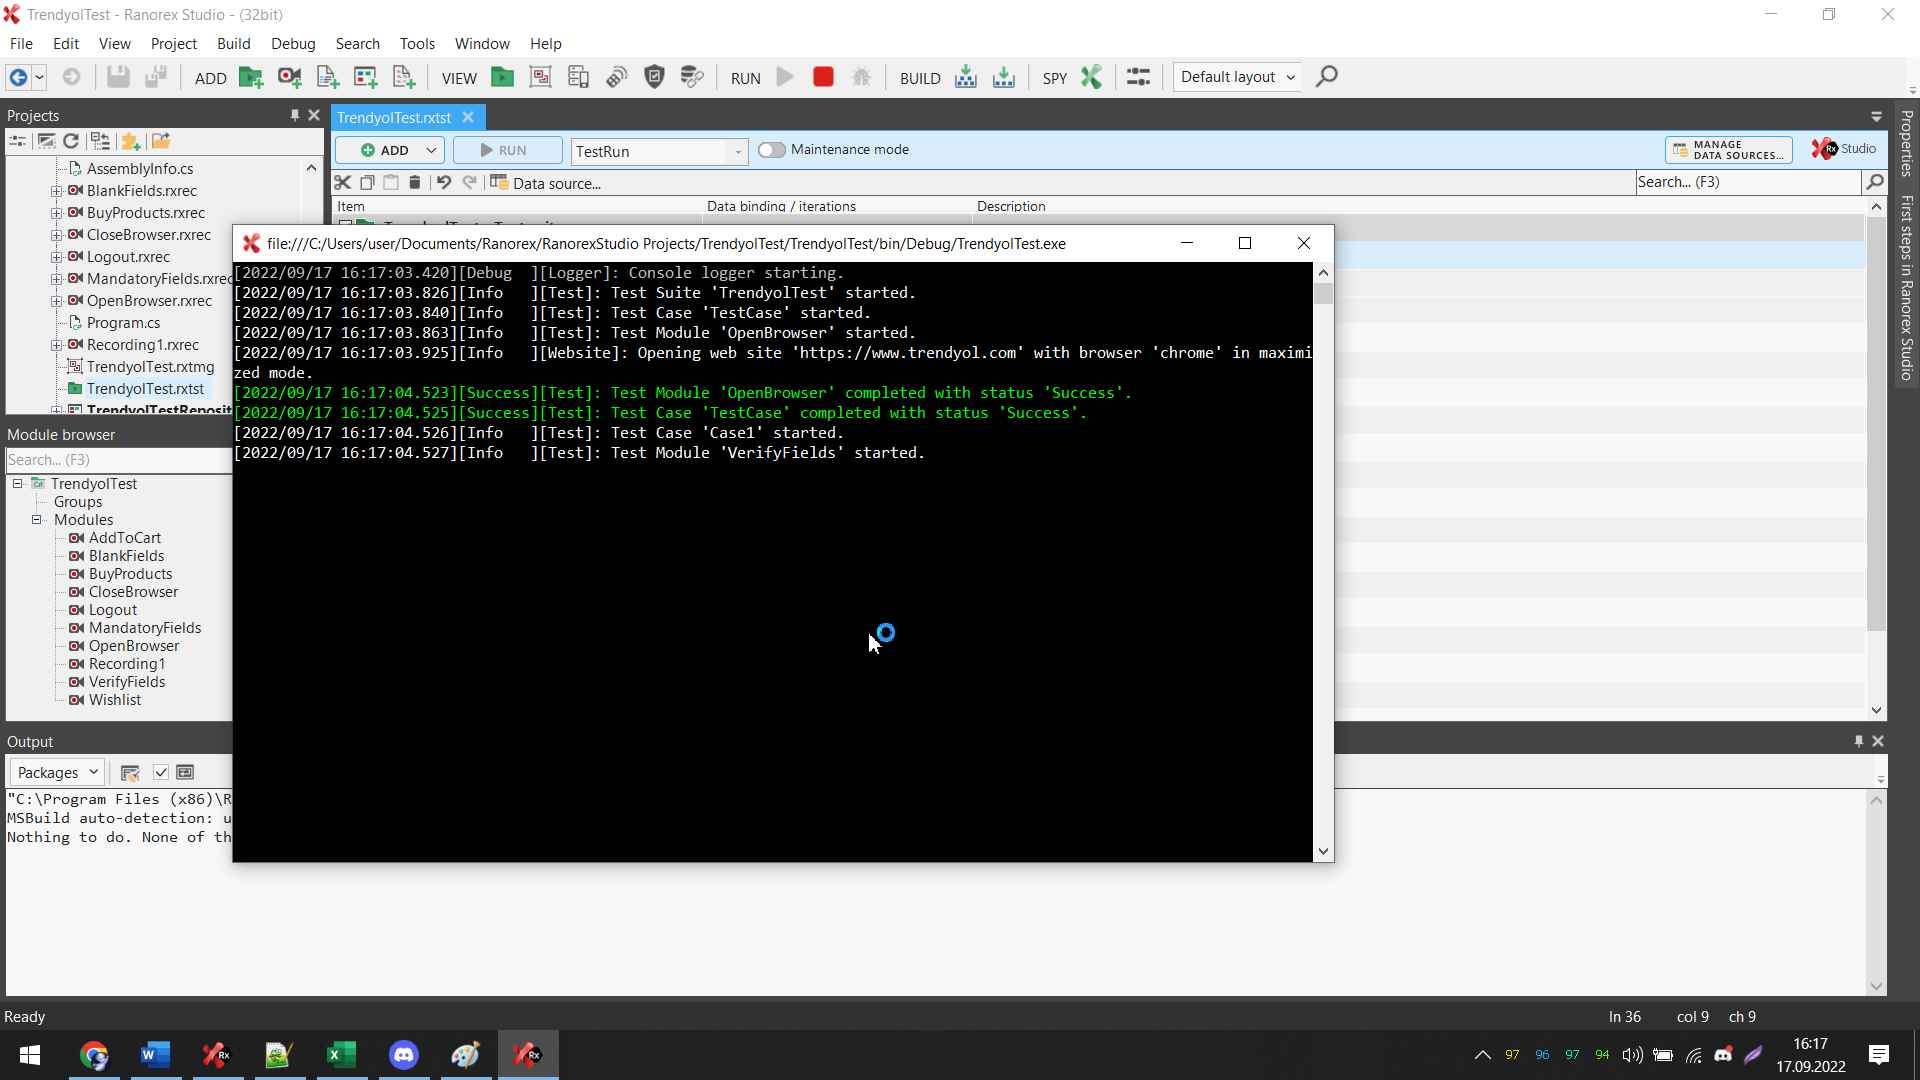 TrendyolTest - Ranorex Studio - (32bit)
File Edit View Project Build Debug Search Tools Window Help
ADD VIEW RUN BUILD SPY Default layout
Projects
TrendyolTest.rxtst
ADD RUN TestRun Maintenance mode MANAGE DATA SOURCES... Rx Studio
Data source... Search... (F3)
Item Data binding / iterations Description
AssemblyInfo.cs
BlankFields.rxrec
BuyProducts.rxrec
CloseBrowser.rxrec
Logout.rxrec
MandatoryFields.rxrec
OpenBrowser.rxrec
Program.cs
Recording1.rxrec
TrendyolTest.rxtmg
TrendyolTest.rxtst
TrendyolTestReposit
Properties
First steps in Ranorex Studio
file:///C:/Users/user/Documents/Ranorex/RanorexStudio Projects/TrendyolTest/TrendyolTest/bin/Debug/TrendyolTest.exe
[2022/09/17 16:17:03.420][Debug  ][Logger]: Console logger starting.
[2022/09/17 16:17:03.826][Info   ][Test]: Test Suite 'TrendyolTest' started.
[2022/09/17 16:17:03.840][Info   ][Test]: Test Case 'TestCase' started.
[2022/09/17 16:17:03.863][Info   ][Test]: Test Module 'OpenBrowser' started.
[2022/09/17 16:17:03.925][Info   ][Website]: Opening web site 'https://www.trendyol.com' with browser 'chrome' in maximi
zed mode.
[2022/09/17 16:17:04.523][Success][Test]: Test Module 'OpenBrowser' completed with status 'Success'.
[2022/09/17 16:17:04.525][Success][Test]: Test Case 'TestCase' completed with status 'Success'.
[2022/09/17 16:17:04.526][Info   ][Test]: Test Case 'Case1' started.
[2022/09/17 16:17:04.527][Info   ][Test]: Test Module 'VerifyFields' started.
Module browser
Search... (F3)
TrendyolTest
Groups
Modules
AddToCart
BlankFields
BuyProducts
CloseBrowser
Logout
MandatoryFields
OpenBrowser
Recording1
VerifyFields
Wishlist
Output
Packages
"C:\Program Files (x86)\R
MSBuild auto-detection: u
Nothing to do. None of th
Ready ln 36 col 9 ch 9
97 96 97 94 16:17
17.09.2022